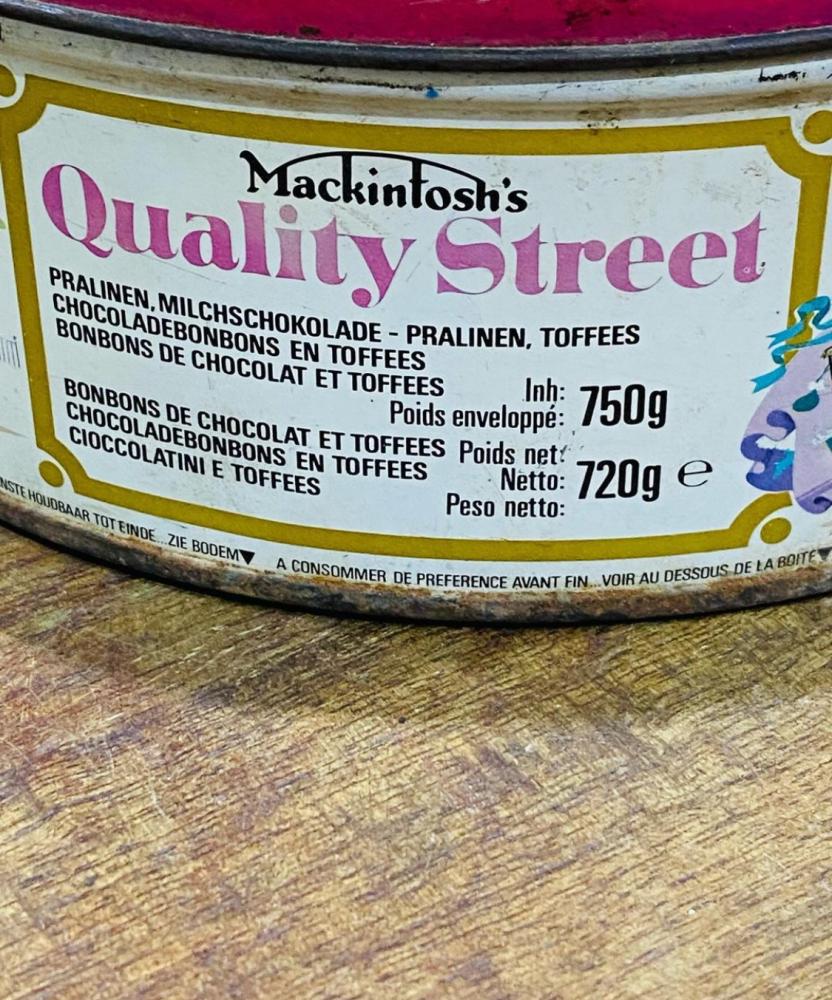 Mackintosh's
Quality Street
PRALINEN, MILCHSCHOKOLADE - PRALINEN, TOFFEES
CHOCOLADEBONBONS EN TOFFEES
BONBONS DE CHOCOLAT ET TOFFEES
Inh:
Poids enveloppé: 750g
BONBONS DE CHOCOLAT ET TOFFEES
CHOCOLADEBONBONS EN TOFFEES
CIOCCOLATINI E TOFFEES
Poids net:
Netto: 720g ℮
Peso netto:
HOUDBAAR TOT EINDE...ZIE BODEM▼ A CONSOMMER DE PREFERENCE AVANT FIN...VOIR AU DESSOUS DE LA BOITE▼